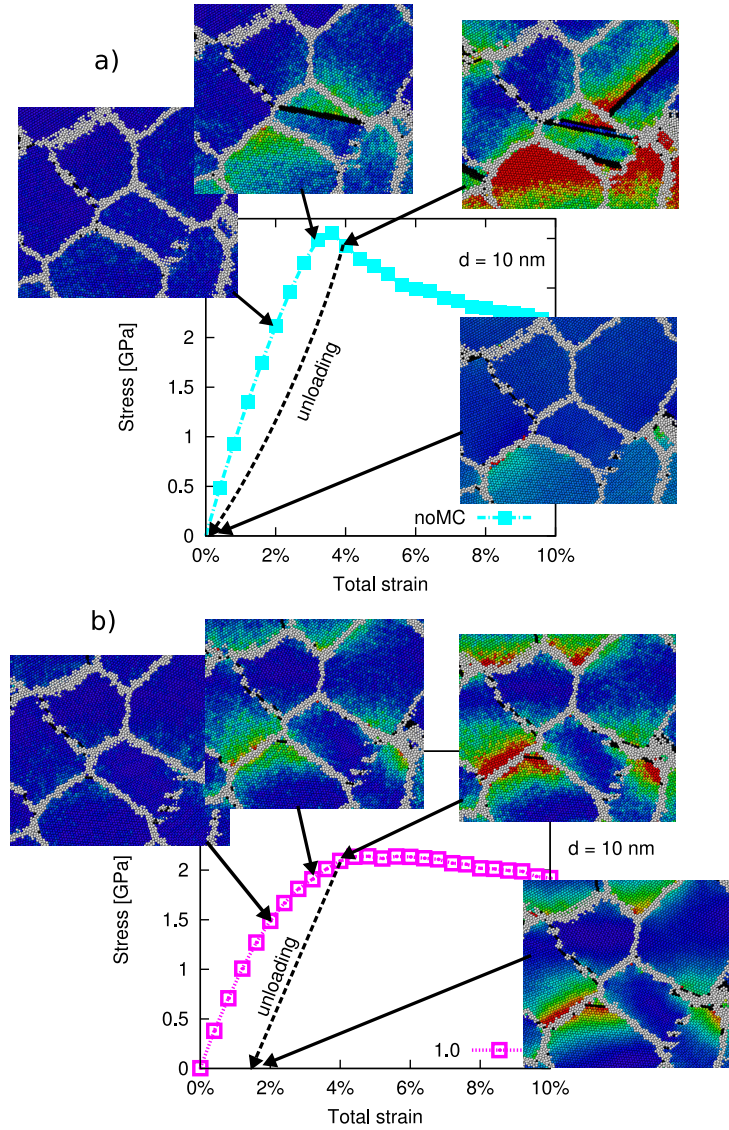 a)
d = 10 nm
Stress [GPa]
2
1.5
1
0.5
0
unloading
noMC
0% 2% 4% 6% 8% 10%
Total strain
b)
d = 10 nm
Stress [GPa]
2
1.5
1
0.5
0
unloading
1.0
0% 2% 4% 6% 8% 10%
Total strain